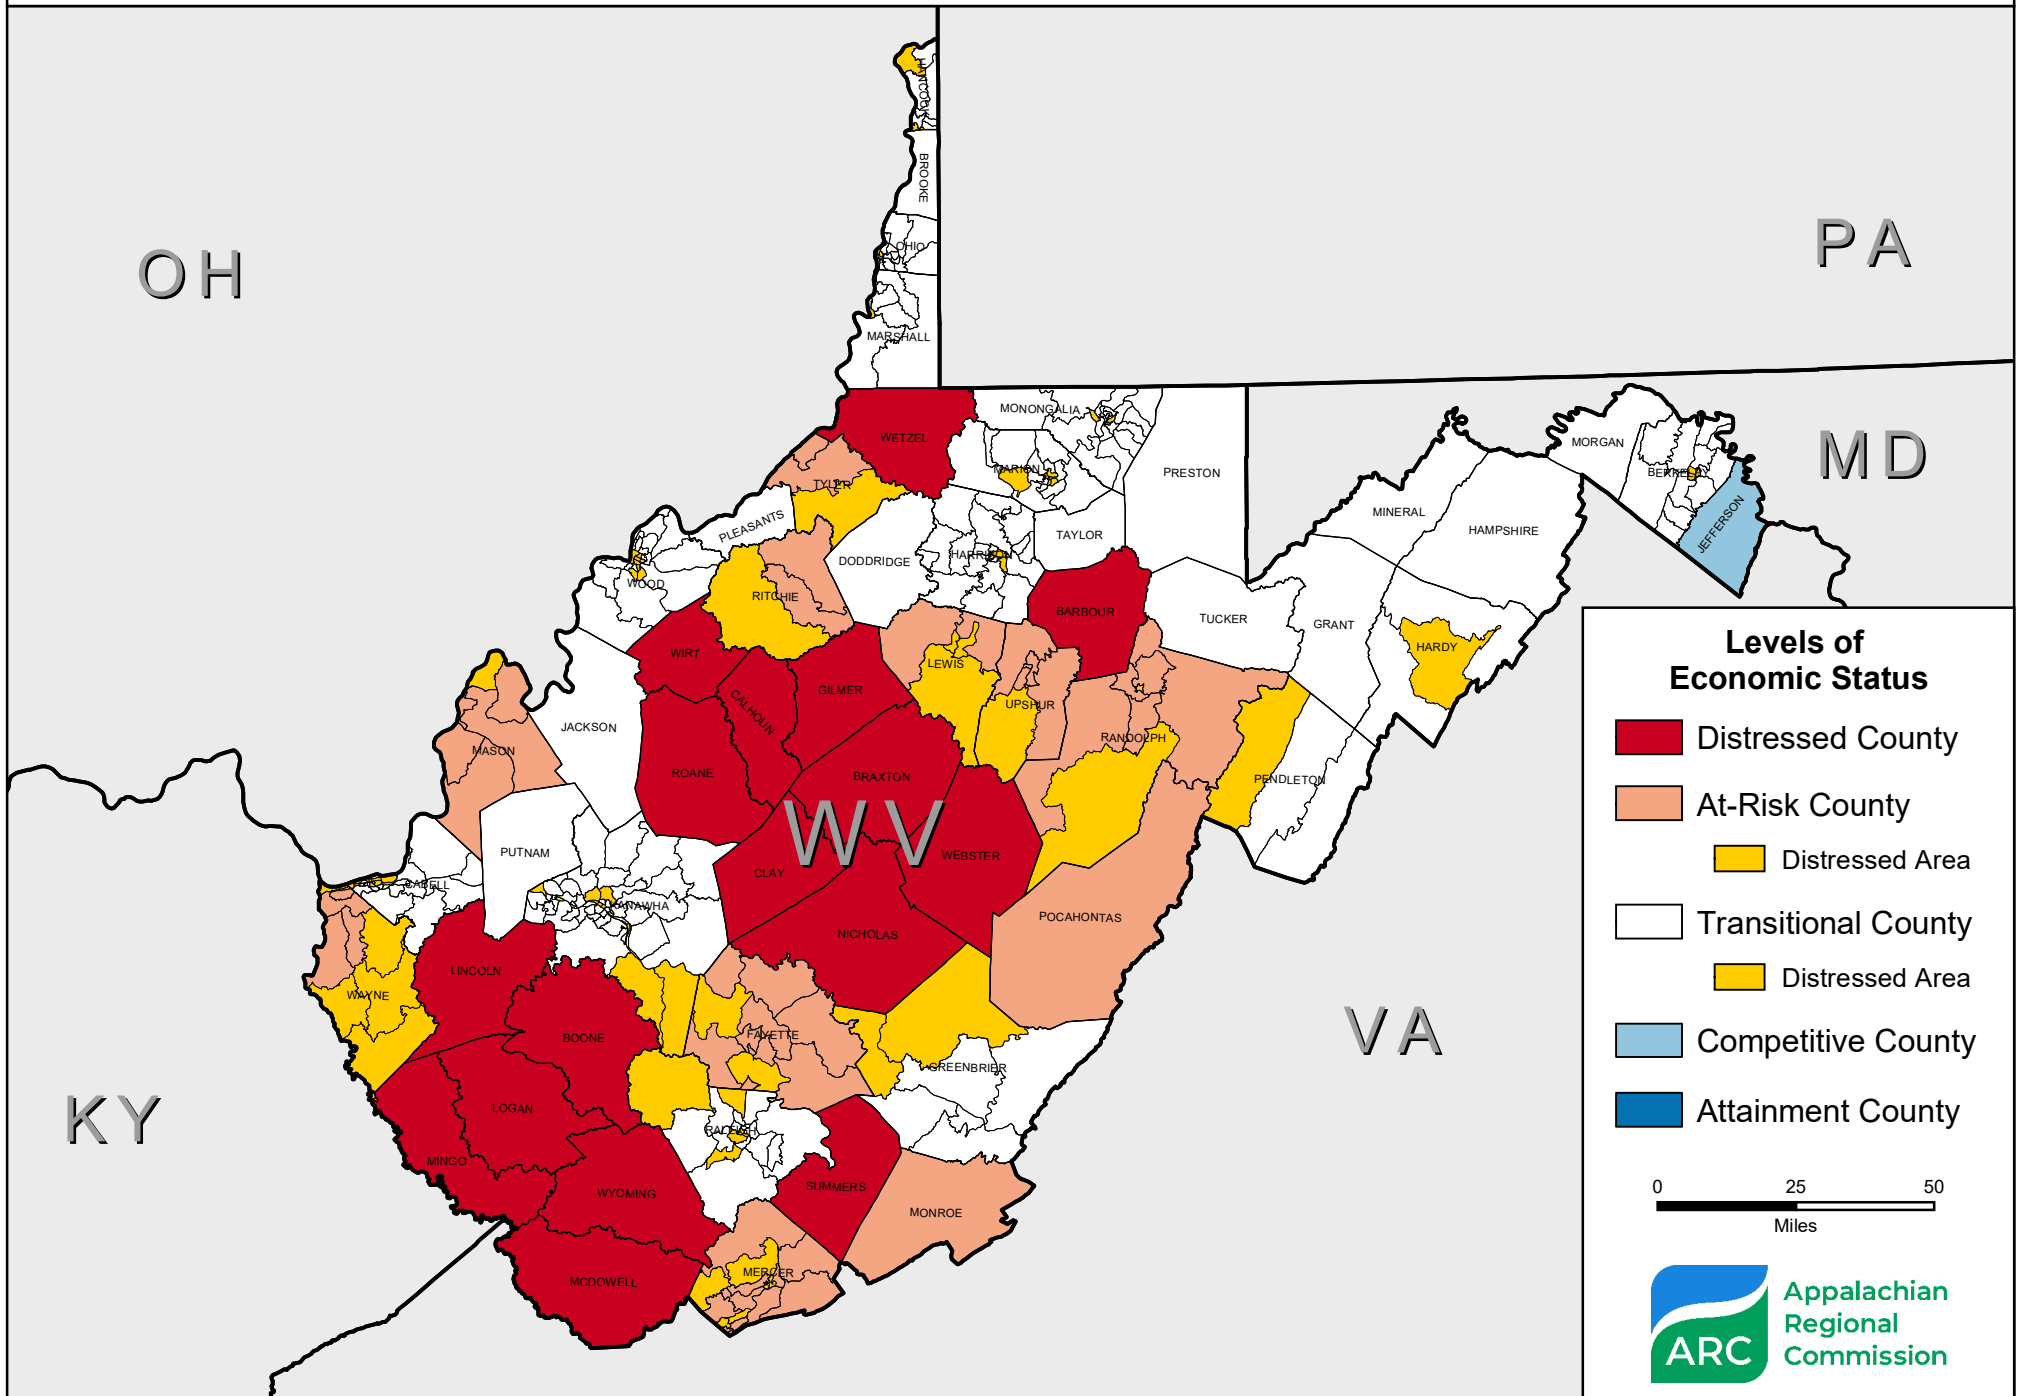 HANCOCK
BROOKE
OHIO
MARSHALL
OH
PA
MD
WETZEL
MONONGALIA
MARION
PRESTON
TYLER
PLEASANTS
DODDRIDGE
HARRISON
TAYLOR
MORGAN
BERKELEY
JEFFERSON
MINERAL
HAMPSHIRE
WOOD
RITCHIE
BARBOUR
TUCKER
GRANT
HARDY
WIRT
CALHOUN
GILMER
LEWIS
UPSHUR
RANDOLPH
PENDLETON
JACKSON
MASON
ROANE
BRAXTON
WV
WEBSTER
CLAY
PUTNAM
CABELL
KANAWHA
POCAHONTAS
NICHOLAS
LINCOLN
WAYNE
BOONE
FAYETTE
GREENBRIER
VA
KY
LOGAN
RALEIGH
MINGO
WYOMING
SUMMERS
MONROE
MCDOWELL
MERCER
Levels of
Economic Status
Distressed County
At-Risk County
Distressed Area
Transitional County
Distressed Area
Competitive County
Attainment County
0 25 50
Miles
ARC
Appalachian
Regional
Commission